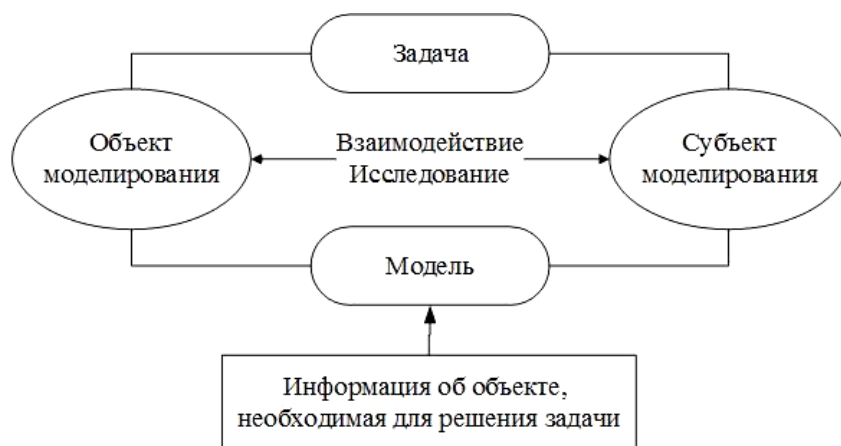 Задача
Объект
моделирования
Взаимодействие
Исследование
Субъект
моделирования
Модель
Информация об объекте,
необходимая для решения задачи